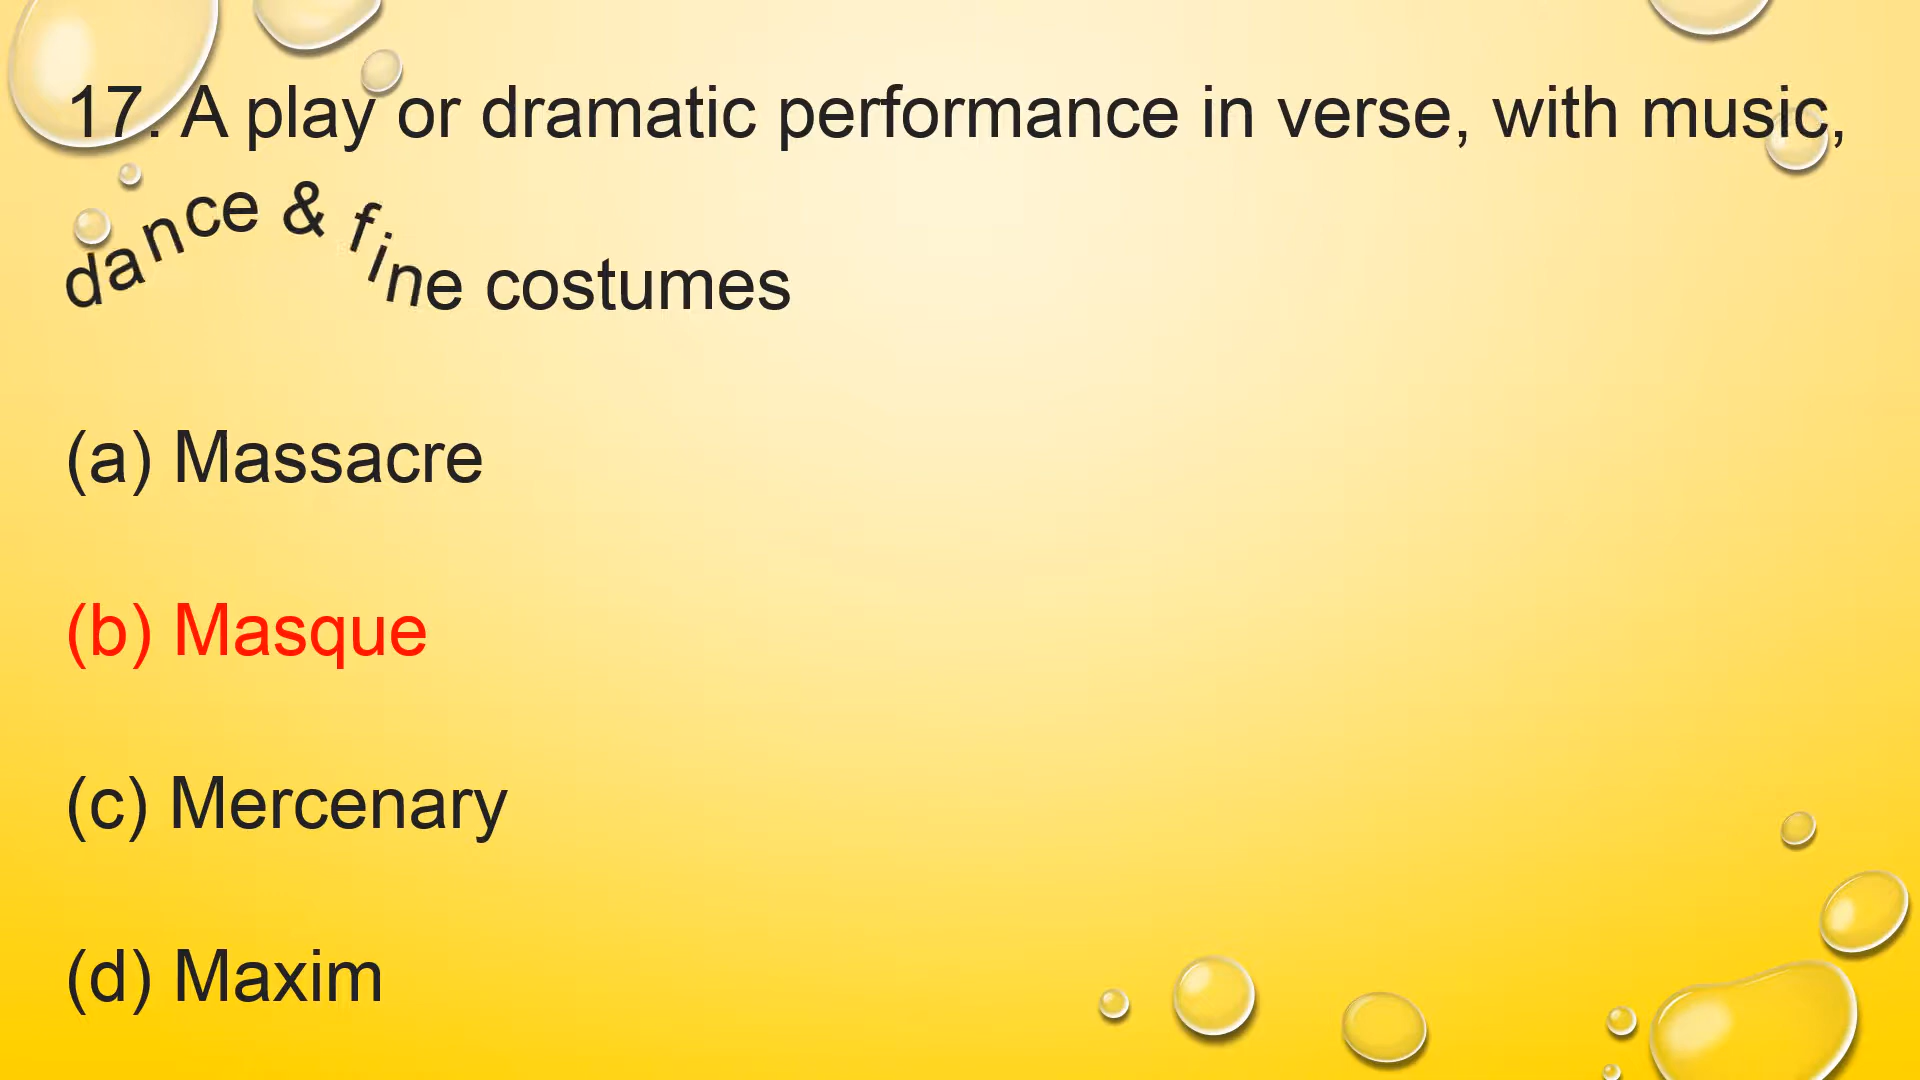 17. A play or dramatic performance in verse, with music,
dance & fine costumes
(a) Massacre
(b) Masque
(c) Mercenary
(d) Maxim